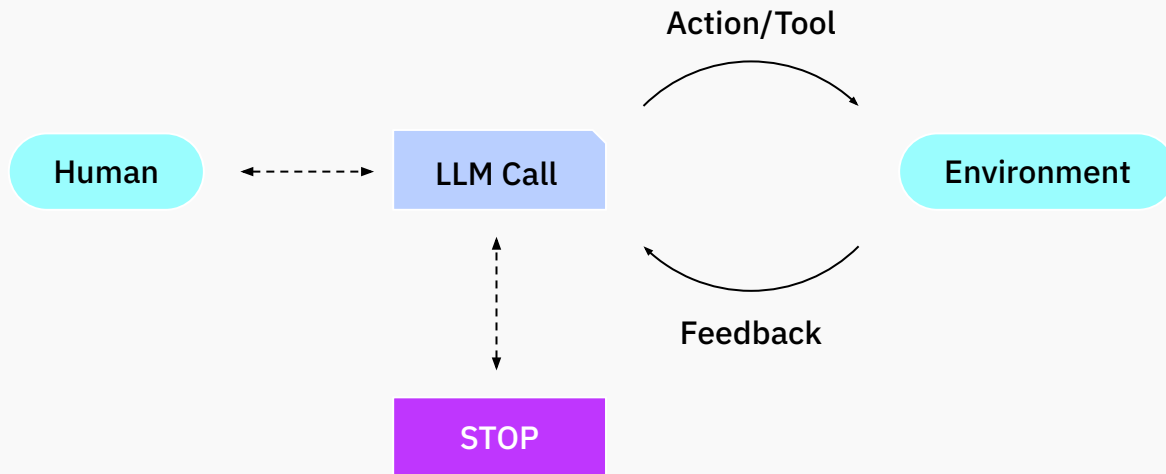 Action/Tool
Human
LLM Call
Environment
Feedback
STOP